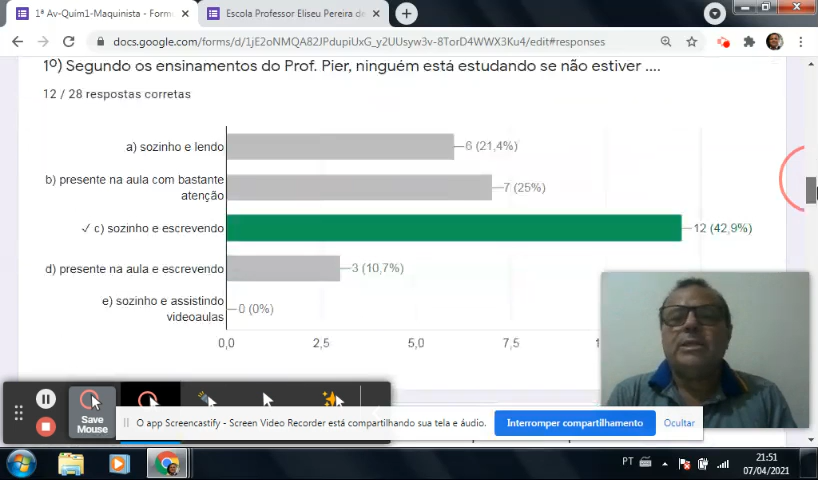 1ª Av-Quím1-Maquinista - Formu
Escola Professor Eliseu Pereira de
docs.google.com/forms/d/1jE2oNMQA82JPdupiUxG_y2UUsyw3v-8TorD4WWX3Ku4/edit#responses
1º) Segundo os ensinamentos do Prof. Pier, ninguém está estudando se não estiver ....
12 / 28 respostas corretas
a) sozinho e lendo
6 (21,4%)
b) presente na aula com bastante
atenção
7 (25%)
✓ c) sozinho e escrevendo
12 (42,9%)
d) presente na aula e escrevendo
3 (10,7%)
e) sozinho e assistindo
videoaulas
0 (0%)
0,0
2,5
5,0
7,5
Save
Mouse
O app Screencastify - Screen Video Recorder está compartilhando sua tela e áudio.
Interromper compartilhamento
Ocultar
PT
21:51
07/04/2021